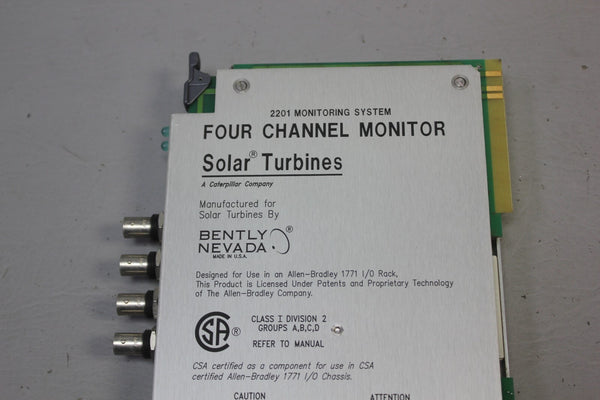 2201 MONITORING SYSTEM
FOUR CHANNEL MONITOR
Solar® Turbines
A Caterpillar Company
Manufactured for
Solar Turbines By
BENTLY
NEVADA ®
MADE IN U.S.A.
Designed for Use in an Allen-Bradley 1771 I/O Rack,
This Product is Licensed Under Patents and Proprietary Technology
of The Allen-Bradley Company.
SA ®
CLASS I DIVISION 2
GROUPS A,B,C,D
REFER TO MANUAL
CSA certified as a component for use in CSA
certified Allen-Bradley 1771 I/O Chassis.
CAUTION ATTENTION